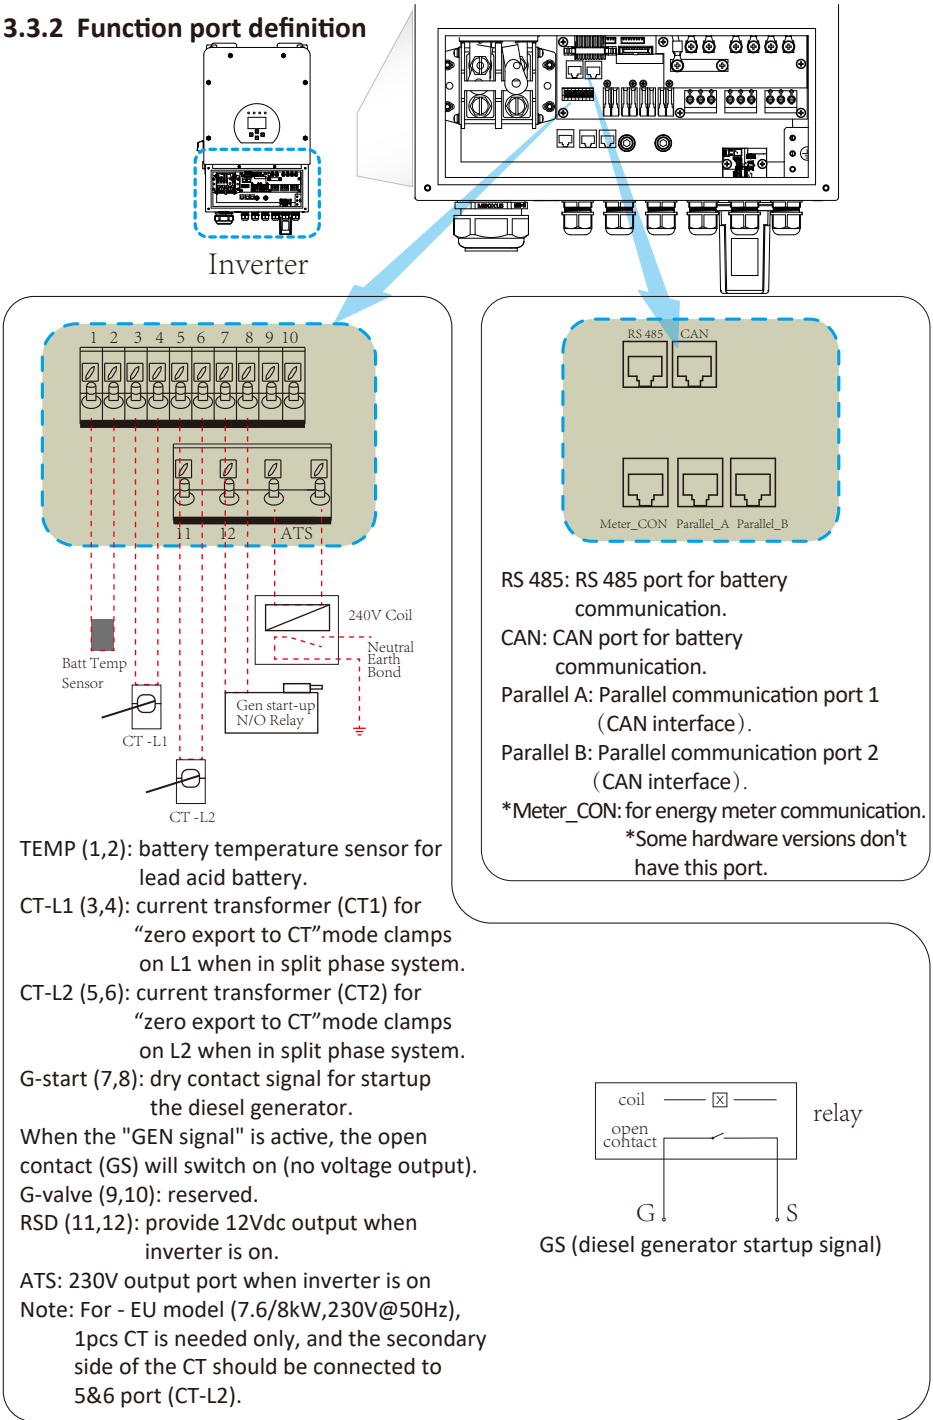 3.3.2 Function port definition
Inverter
1 2 3 4 5 6 7 8 9 10
11 12 ATS
240V Coil
Neutral
Earth
Bond
Batt Temp
Sensor
Gen start-up
N/O Relay
CT -L1
CT -L2
TEMP (1,2): battery temperature sensor for
lead acid battery.
CT-L1 (3,4): current transformer (CT1) for
“zero export to CT”mode clamps
on L1 when in split phase system.
CT-L2 (5,6): current transformer (CT2) for
“zero export to CT”mode clamps
on L2 when in split phase system.
G-start (7,8): dry contact signal for startup
the diesel generator.
When the "GEN signal" is active, the open
contact (GS) will switch on (no voltage output).
G-valve (9,10): reserved.
RSD (11,12): provide 12Vdc output when
inverter is on.
ATS: 230V output port when inverter is on
Note: For - EU model (7.6/8kW,230V@50Hz),
1pcs CT is needed only, and the secondary
side of the CT should be connected to
5&6 port (CT-L2).
RS 485 CAN
Meter_CON Parallel_A Parallel_B
RS 485: RS 485 port for battery
communication.
CAN: CAN port for battery
communication.
Parallel A: Parallel communication port 1
（CAN interface）.
Parallel B: Parallel communication port 2
（CAN interface）.
*Meter_CON: for energy meter communication.
*Some hardware versions don't
have this port.
coil
open
contact
relay
G S
GS (diesel generator startup signal)